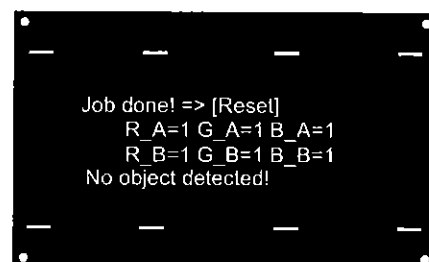 Job done! => [Reset]
R_A=1 G_A=1 B_A=1
R_B=1 G_B=1 B_B=1
No object detected!